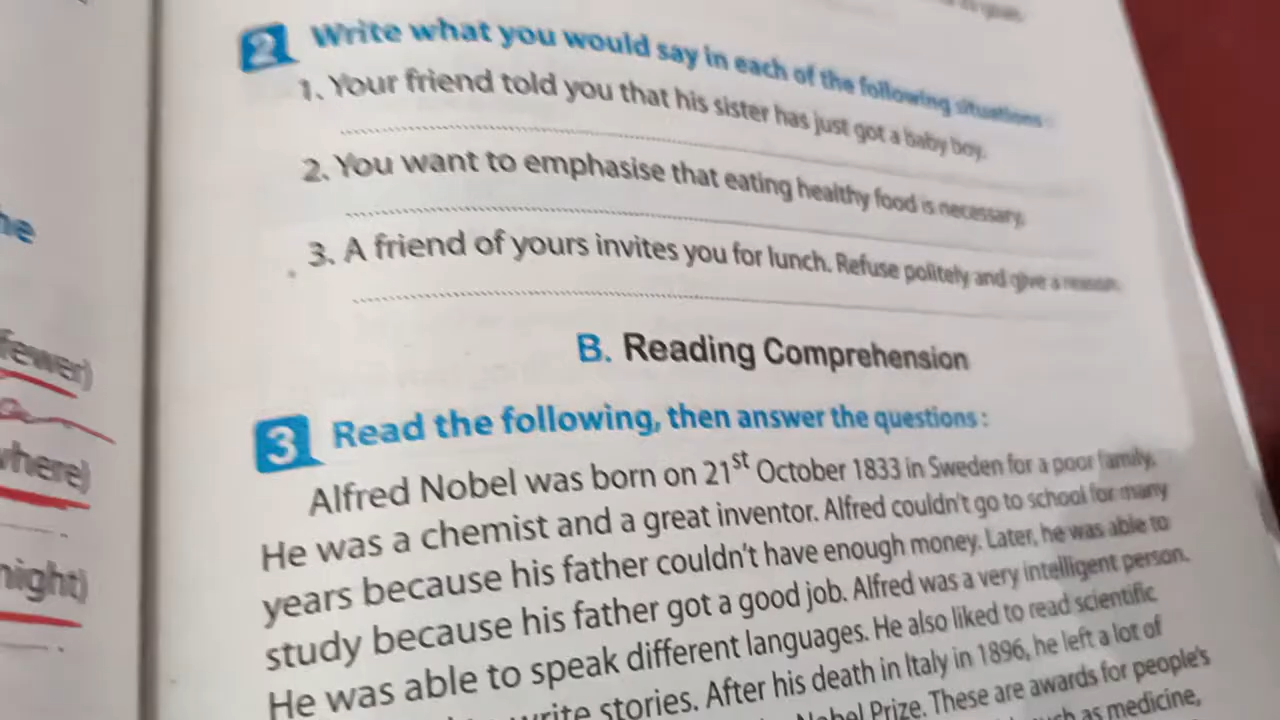 2 Write what you would say in each of the following situations :
1. Your friend told you that his sister has just got a baby boy.
2. You want to emphasise that eating healthy food is necessary.
3. A friend of yours invites you for lunch. Refuse politely and give a reason.
B. Reading Comprehension
3 Read the following, then answer the questions :
Alfred Nobel was born on 21st October 1833 in Sweden for a poor family.
He was a chemist and a great inventor. Alfred couldn't go to school for many
years because his father couldn't have enough money. Later, he was able to
study because his father got a good job. Alfred was a very intelligent person.
He was able to speak different languages. He also liked to read scientific
write stories. After his death in Italy in 1896, he left a lot of
Nobel Prize. These are awards for people's
such as medicine,
fewer)
where)
night)